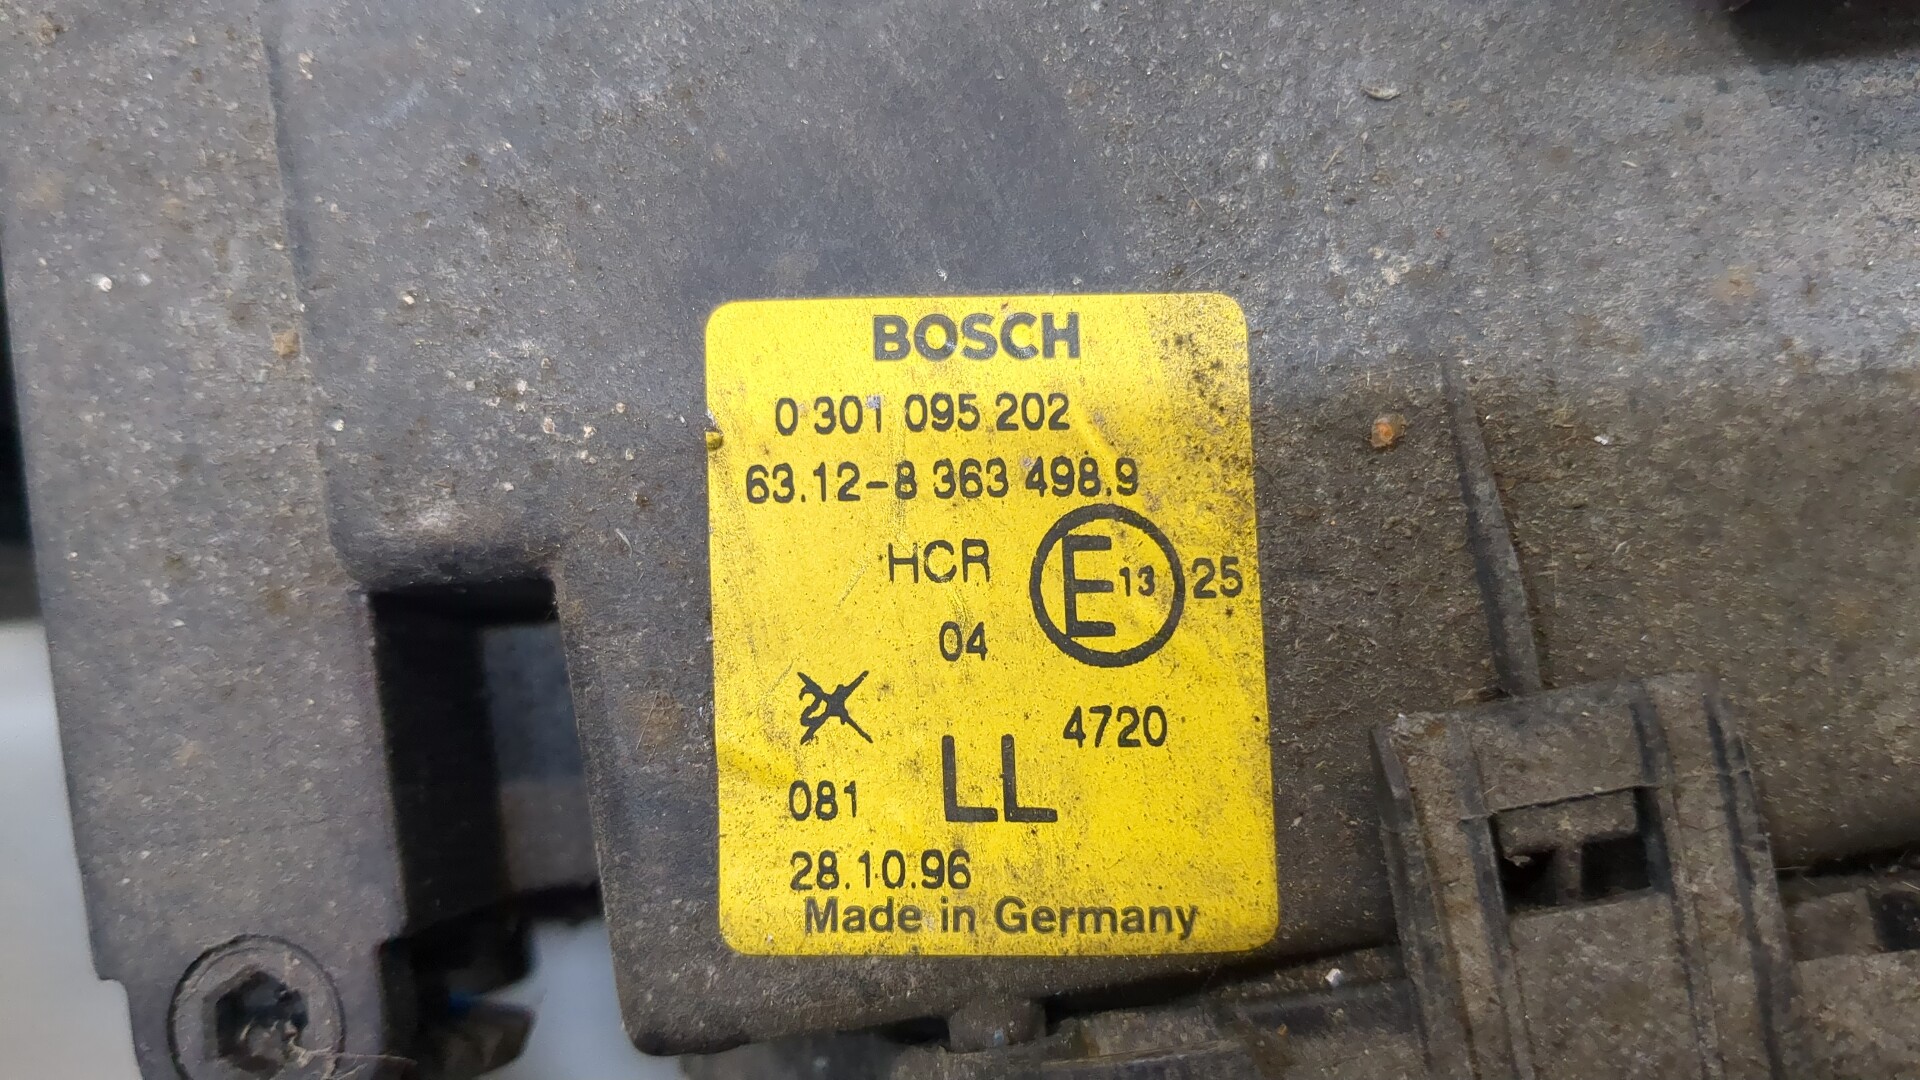 BOSCH
0 301 095 202
63.12-8 363 498.9
HCR
E13 25
04
4720
081
LL
28.10.96
Made in Germany